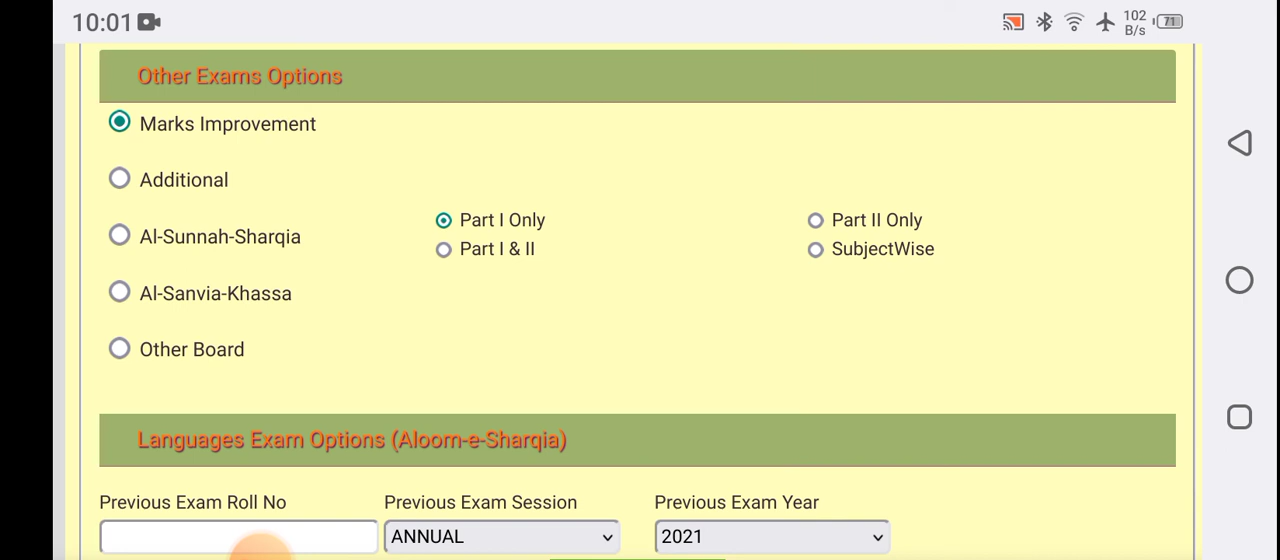 10:01
102
B/s
71
Other Exams Options
Marks Improvement
Additional
Al-Sunnah-Sharqia
Part I Only
Part II Only
Part I & II
SubjectWise
Al-Sanvia-Khassa
Other Board
Languages Exam Options (Aloom-e-Sharqia)
Previous Exam Roll No
Previous Exam Session
Previous Exam Year
ANNUAL
2021